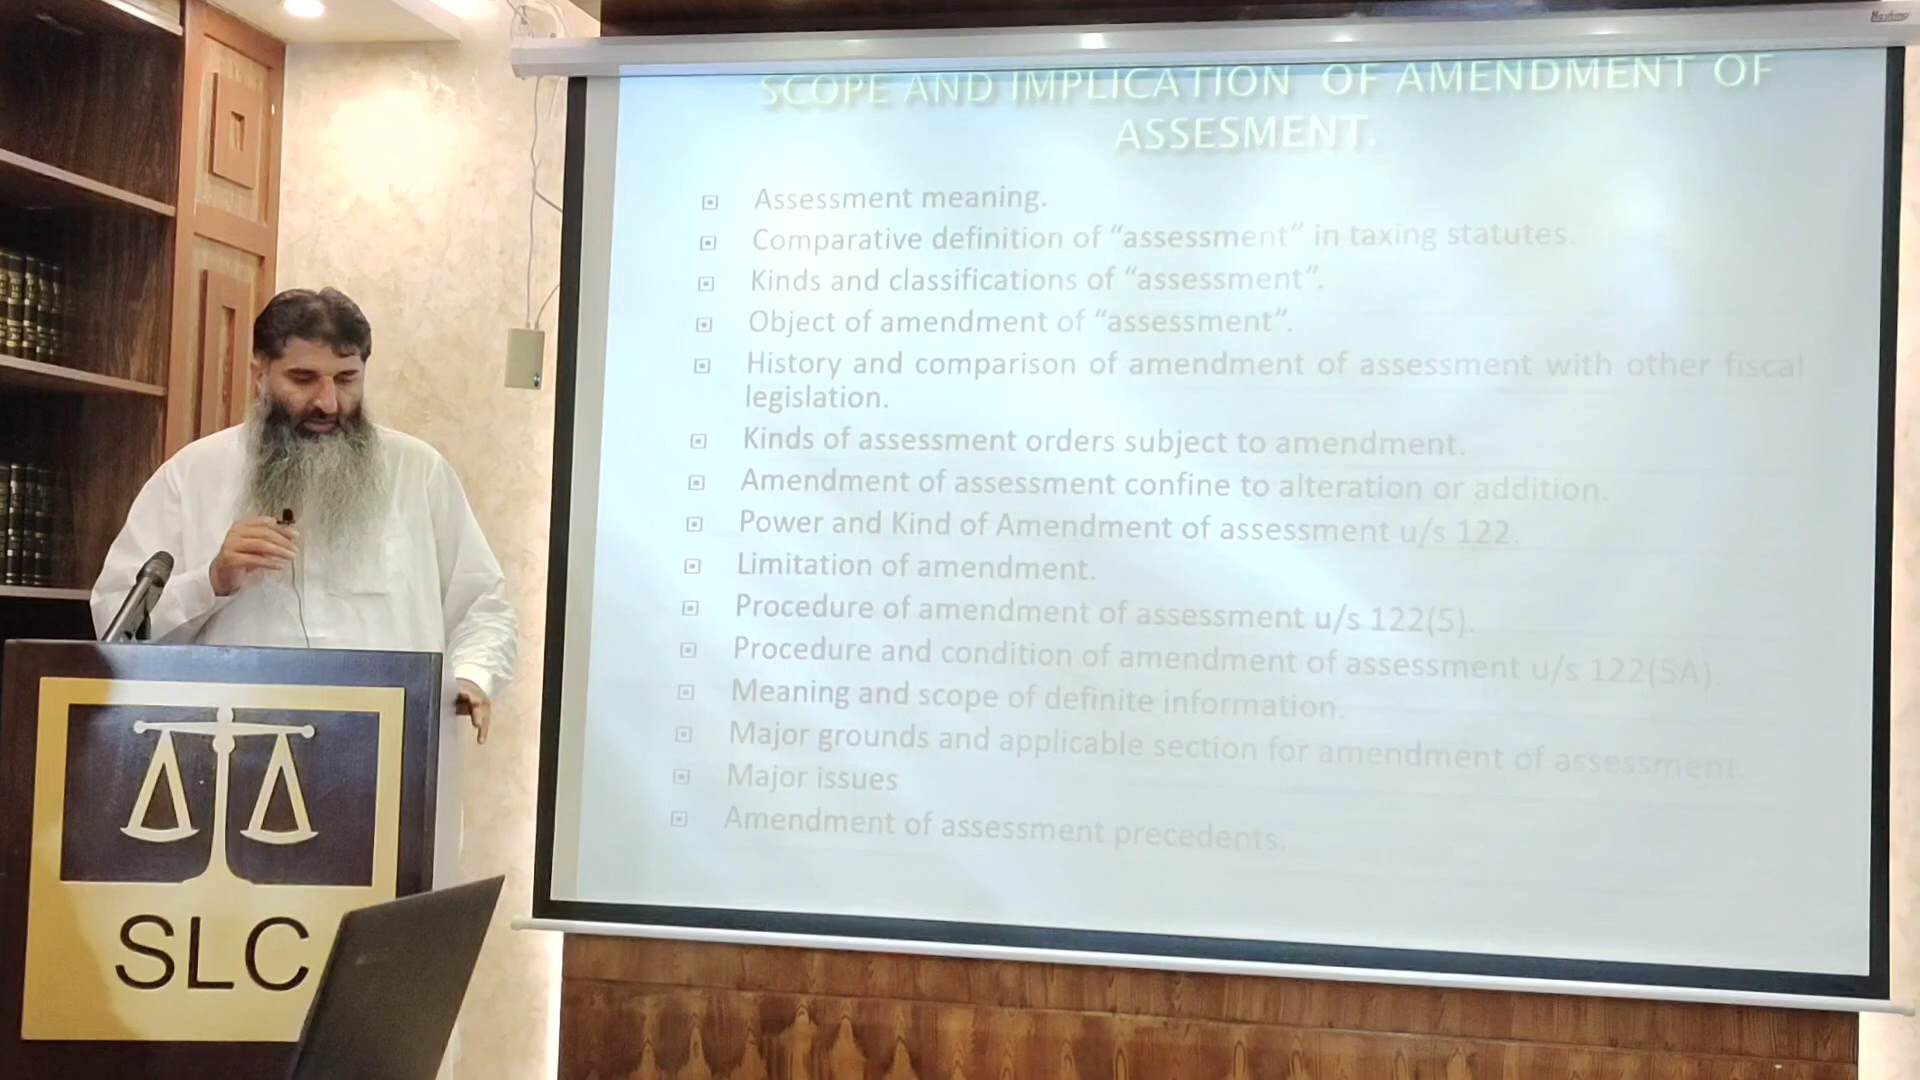 SCOPE AND IMPLICATION OF AMENDMENT OF
ASSESMENT.
Assessment meaning.
Comparative definition of “assessment” in taxing statutes.
Kinds and classifications of “assessment”.
Object of amendment of “assessment”.
History and comparison of amendment of assessment with other fiscal
legislation.
Kinds of assessment orders subject to amendment.
Amendment of assessment confine to alteration or addition.
Power and Kind of Amendment of assessment u/s 122.
Limitation of amendment.
Procedure of amendment of assessment u/s 122(5).
Procedure and condition of amendment of assessment u/s 122(5A)
Meaning and scope of definite information.
Major grounds and applicable section for amendment of assessment.
Major issues
Amendment of assessment precedents.
SLC